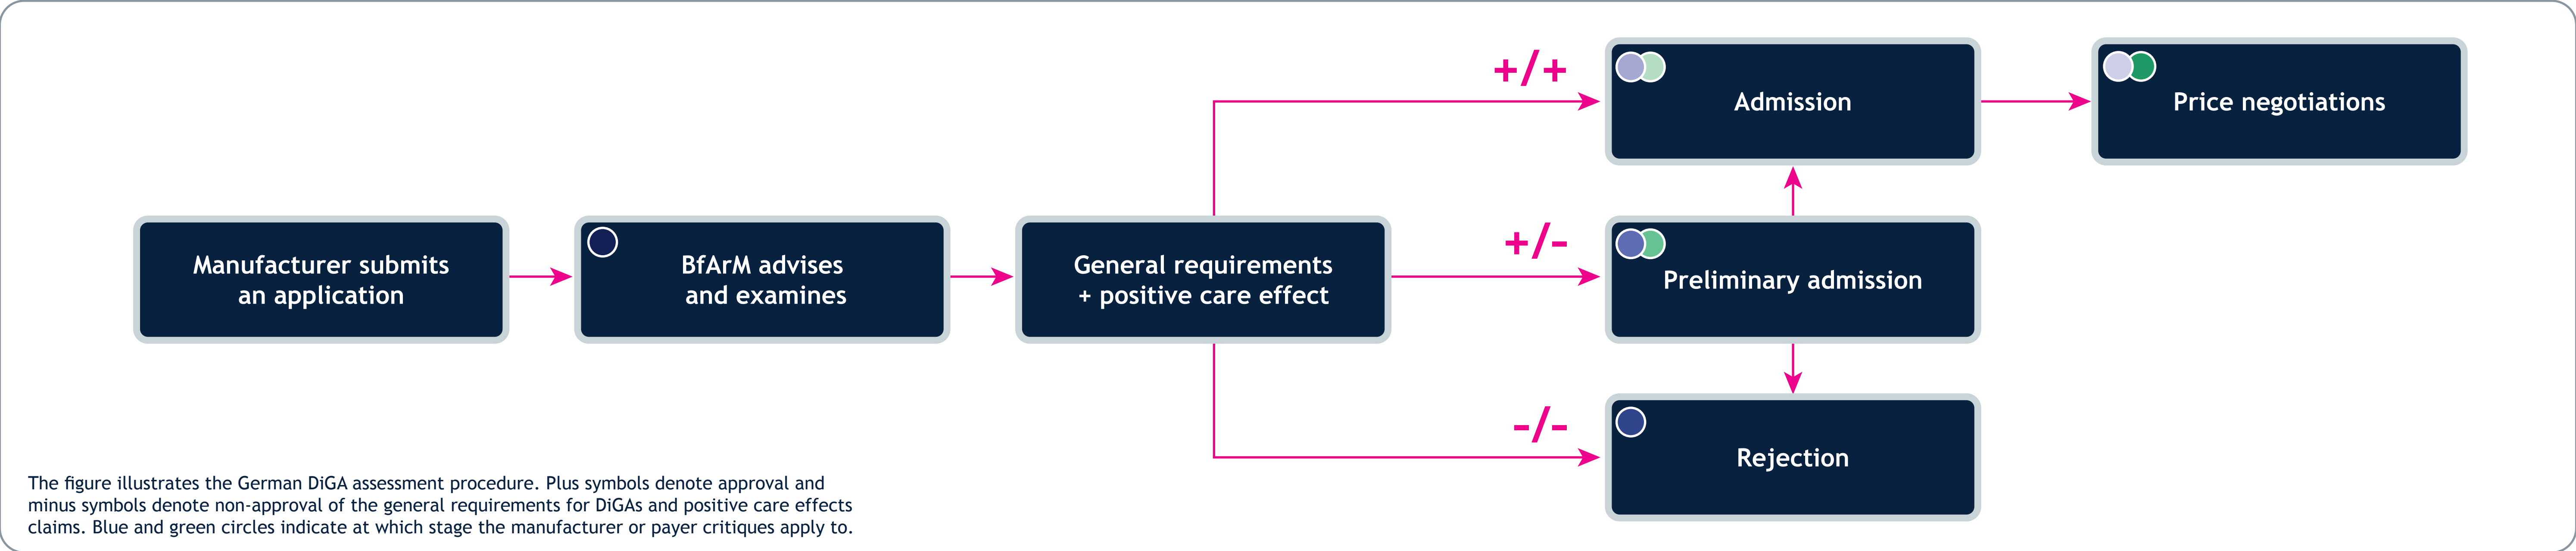 Manufacturer submits
an application
BfArM advises
and examines
General requirements
+ positive care effect
+/+
Admission
Price negotiations
+/-
Preliminary admission
-/-
Rejection
The figure illustrates the German DiGA assessment procedure. Plus symbols denote approval and
minus symbols denote non-approval of the general requirements for DiGAs and positive care effects
claims. Blue and green circles indicate at which stage the manufacturer or payer critiques apply to.